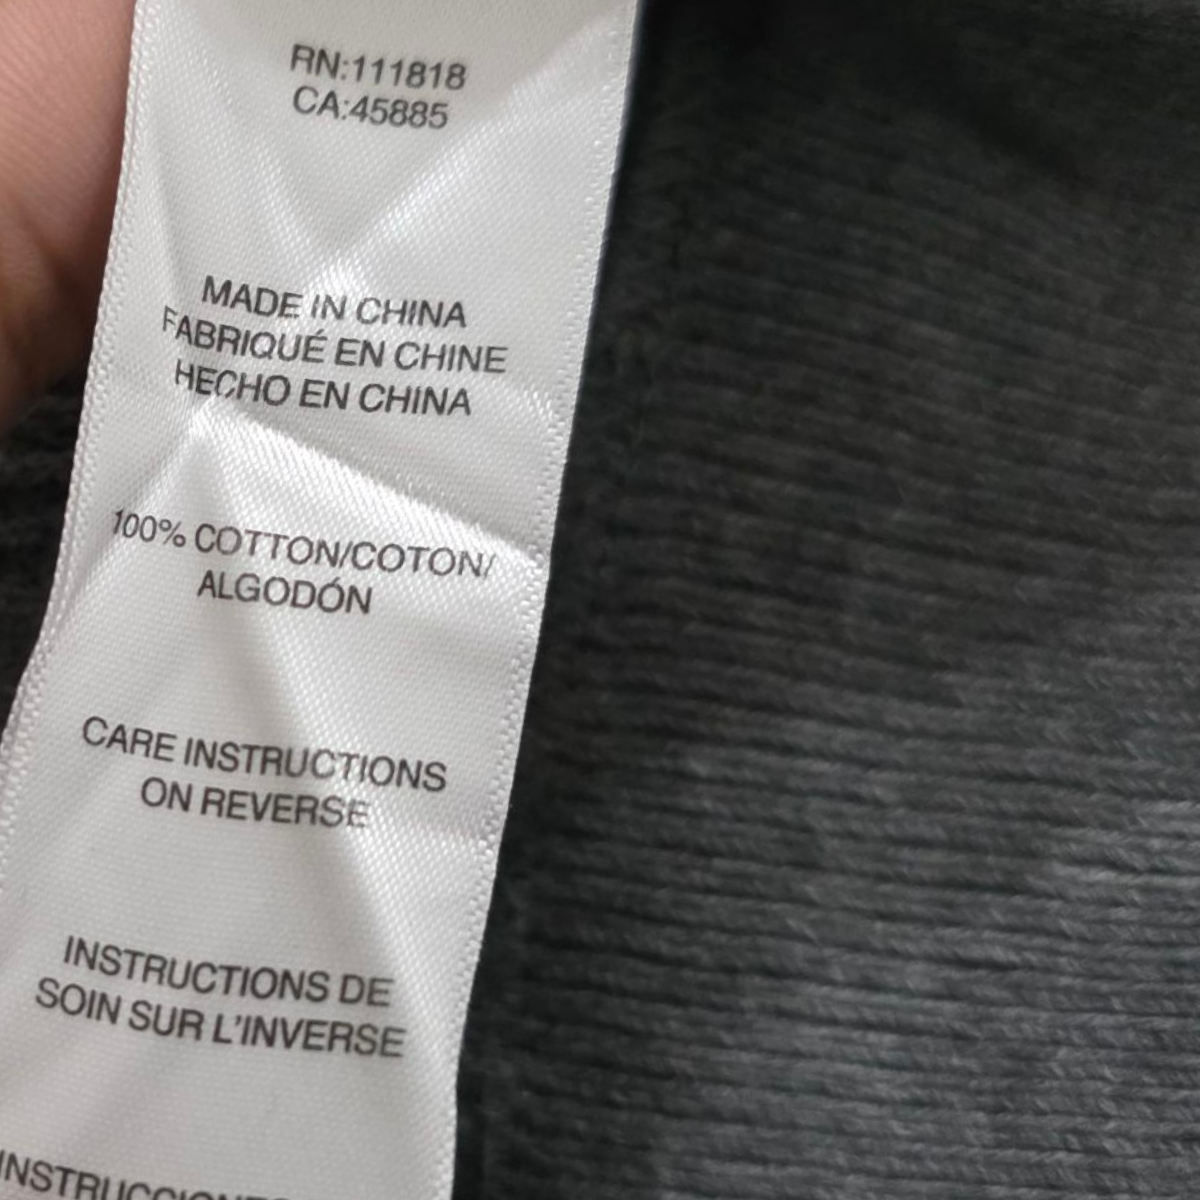 RN:111818
CA:45885
MADE IN CHINA
FABRIQUÉ EN CHINE
HECHO EN CHINA
100% COTTON/COTON/
ALGODÓN
CARE INSTRUCTIONS
ON REVERSE
INSTRUCTIONS DE
SOIN SUR L'INVERSE